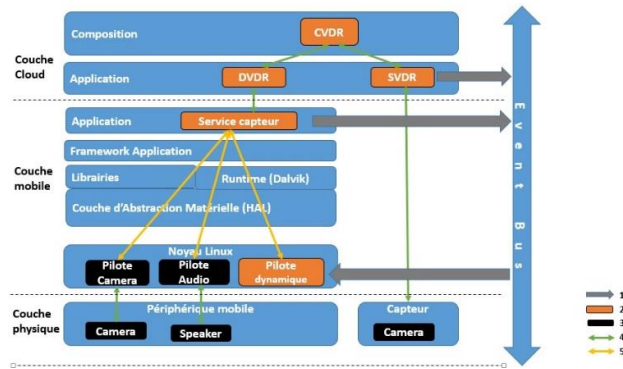 Composition
CVDR
Couche
Cloud
Application
DVDR
SVDR
Application
Service capteur
Framework Application
Couche
mobile
Librairies
Runtime (Dalvik)
Couche d'Abstraction Matérielle (HAL)
Noyau Linux
Pilote
Camera
Pilote
Audio
Pilote
dynamique
Couche
physique
Périphérique mobile
Camera
Speaker
Capteur
Camera
Event Bus
1
2
3
4
5